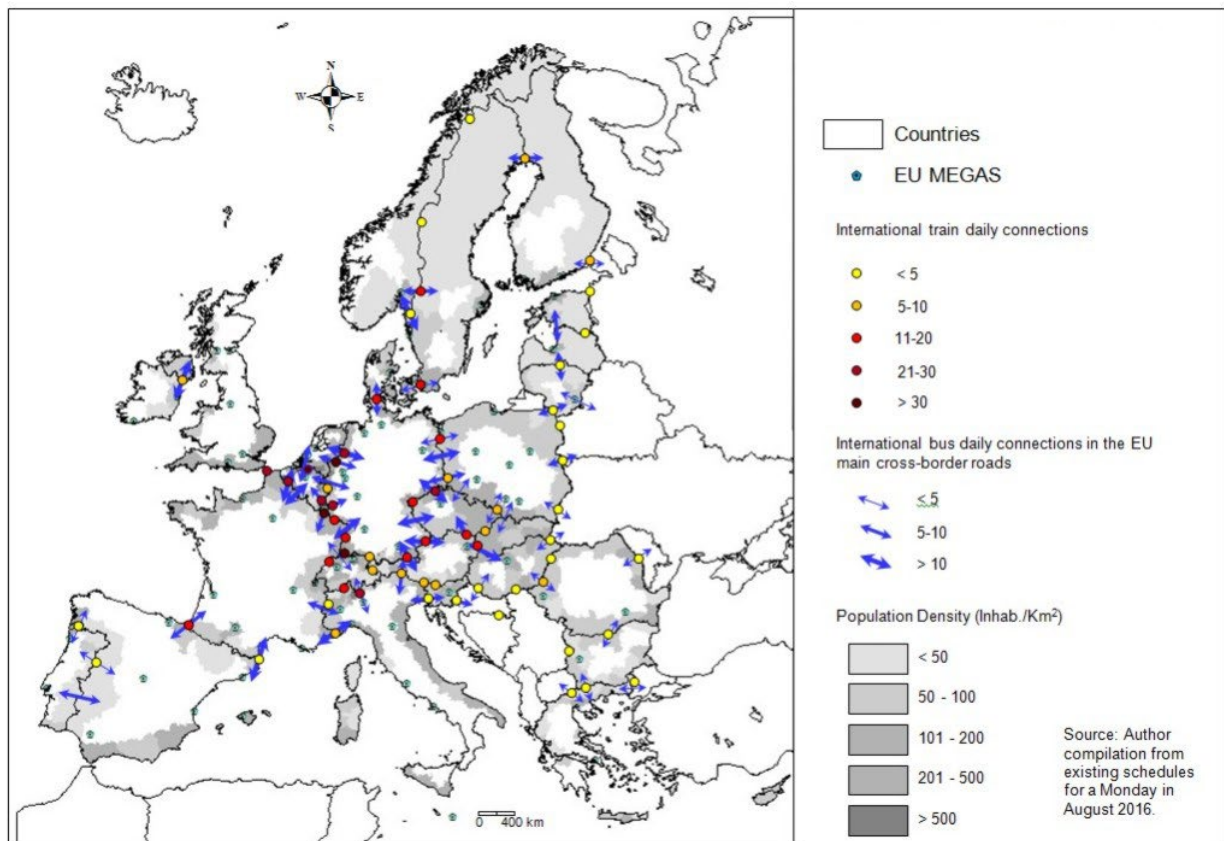 N
W E
S
400 km
Countries
EU MEGAS
International train daily connections
< 5
5-10
11-20
21-30
> 30
International bus daily connections in the EU
main cross-border roads
≤ 5
5-10
> 10
Population Density (Inhab./Km²)
< 50
50 - 100
101 - 200
201 - 500
> 500
Source: Author
compilation from
existing schedules
for a Monday in
August 2016.